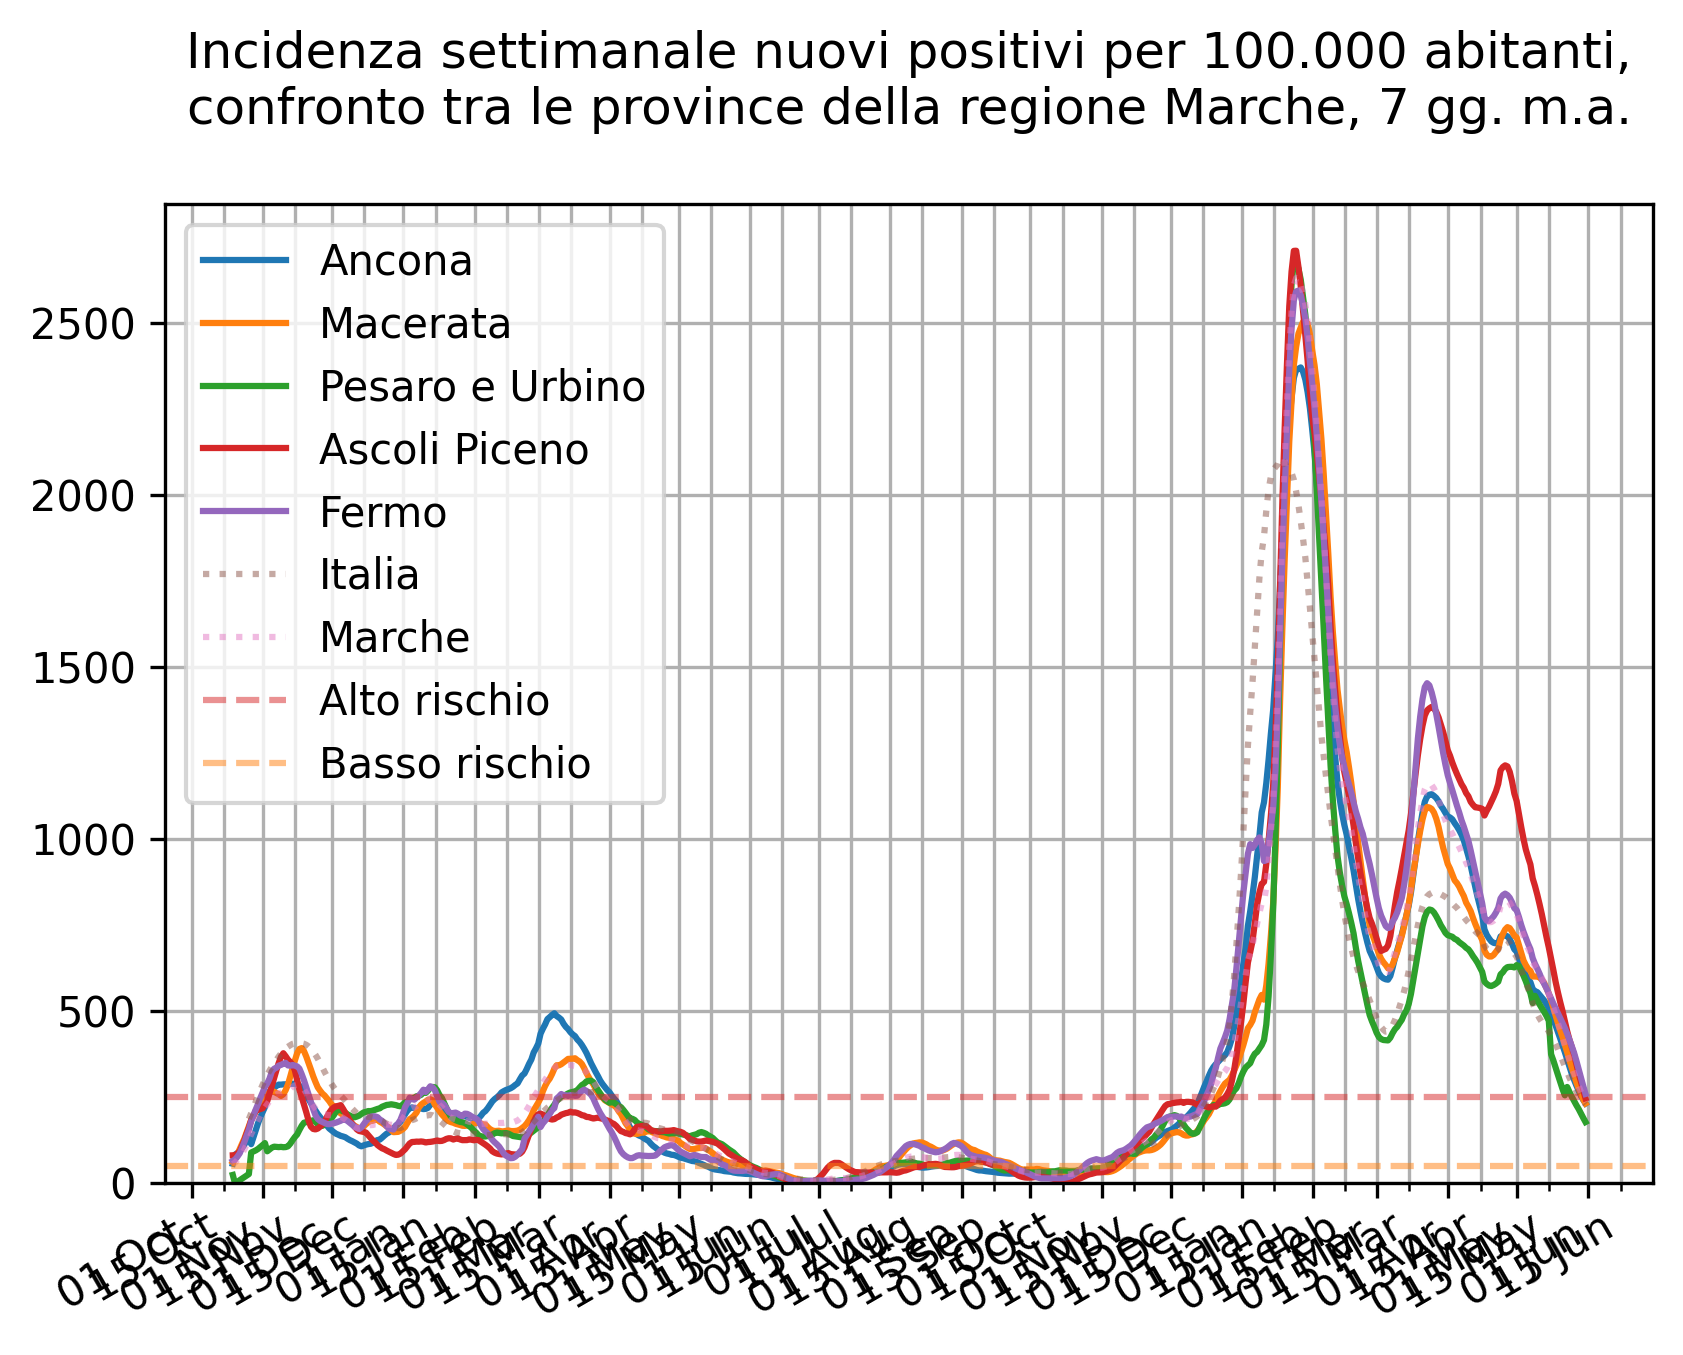 Incidenza settimanale nuovi positivi per 100.000 abitanti,
confronto tra le province della regione Marche, 7 gg. m.a.
Ancona
Macerata
Pesaro e Urbino
Ascoli Piceno
Fermo
Italia
Marche
Alto rischio
Basso rischio
2500
2000
1500
1000
500
0
01 Oct
15 Oct
01 Nov
15 Nov
01 Dec
15 Dec
01 Jan
15 Jan
01 Feb
15 Feb
01 Mar
15 Mar
01 Apr
15 Apr
01 May
15 May
01 Jun
15 Jun
01 Jul
15 Jul
01 Aug
15 Aug
01 Sep
15 Sep
01 Oct
15 Oct
01 Nov
15 Nov
01 Dec
15 Dec
01 Jan
15 Jan
01 Feb
15 Feb
01 Mar
15 Mar
01 Apr
15 Apr
01 May
15 May
01 Jun
15 Jun